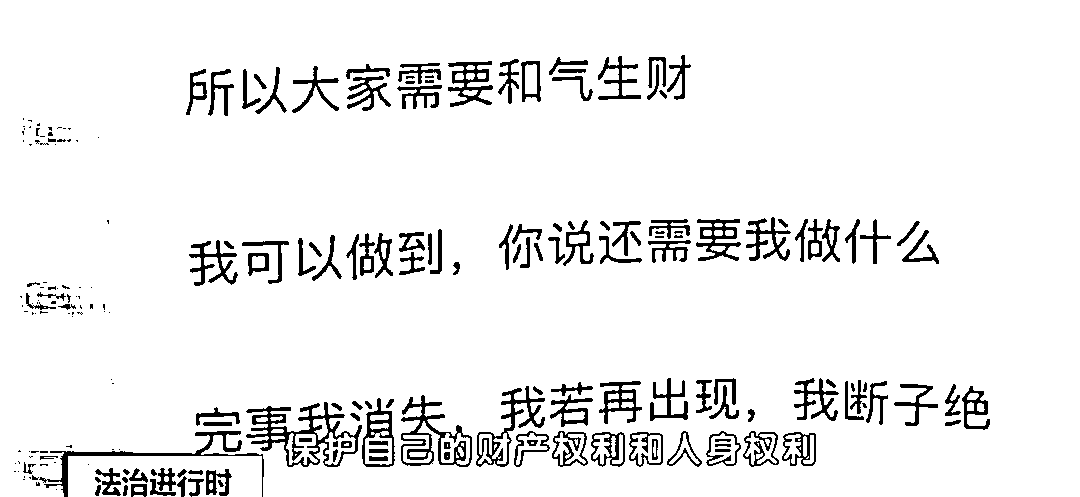 所以大家需要和气生财
我可以做到，你说还需要我做什么
完事我消失，我若再出现，我断子绝
保护自己的财产权利和人身权利
法治进行时